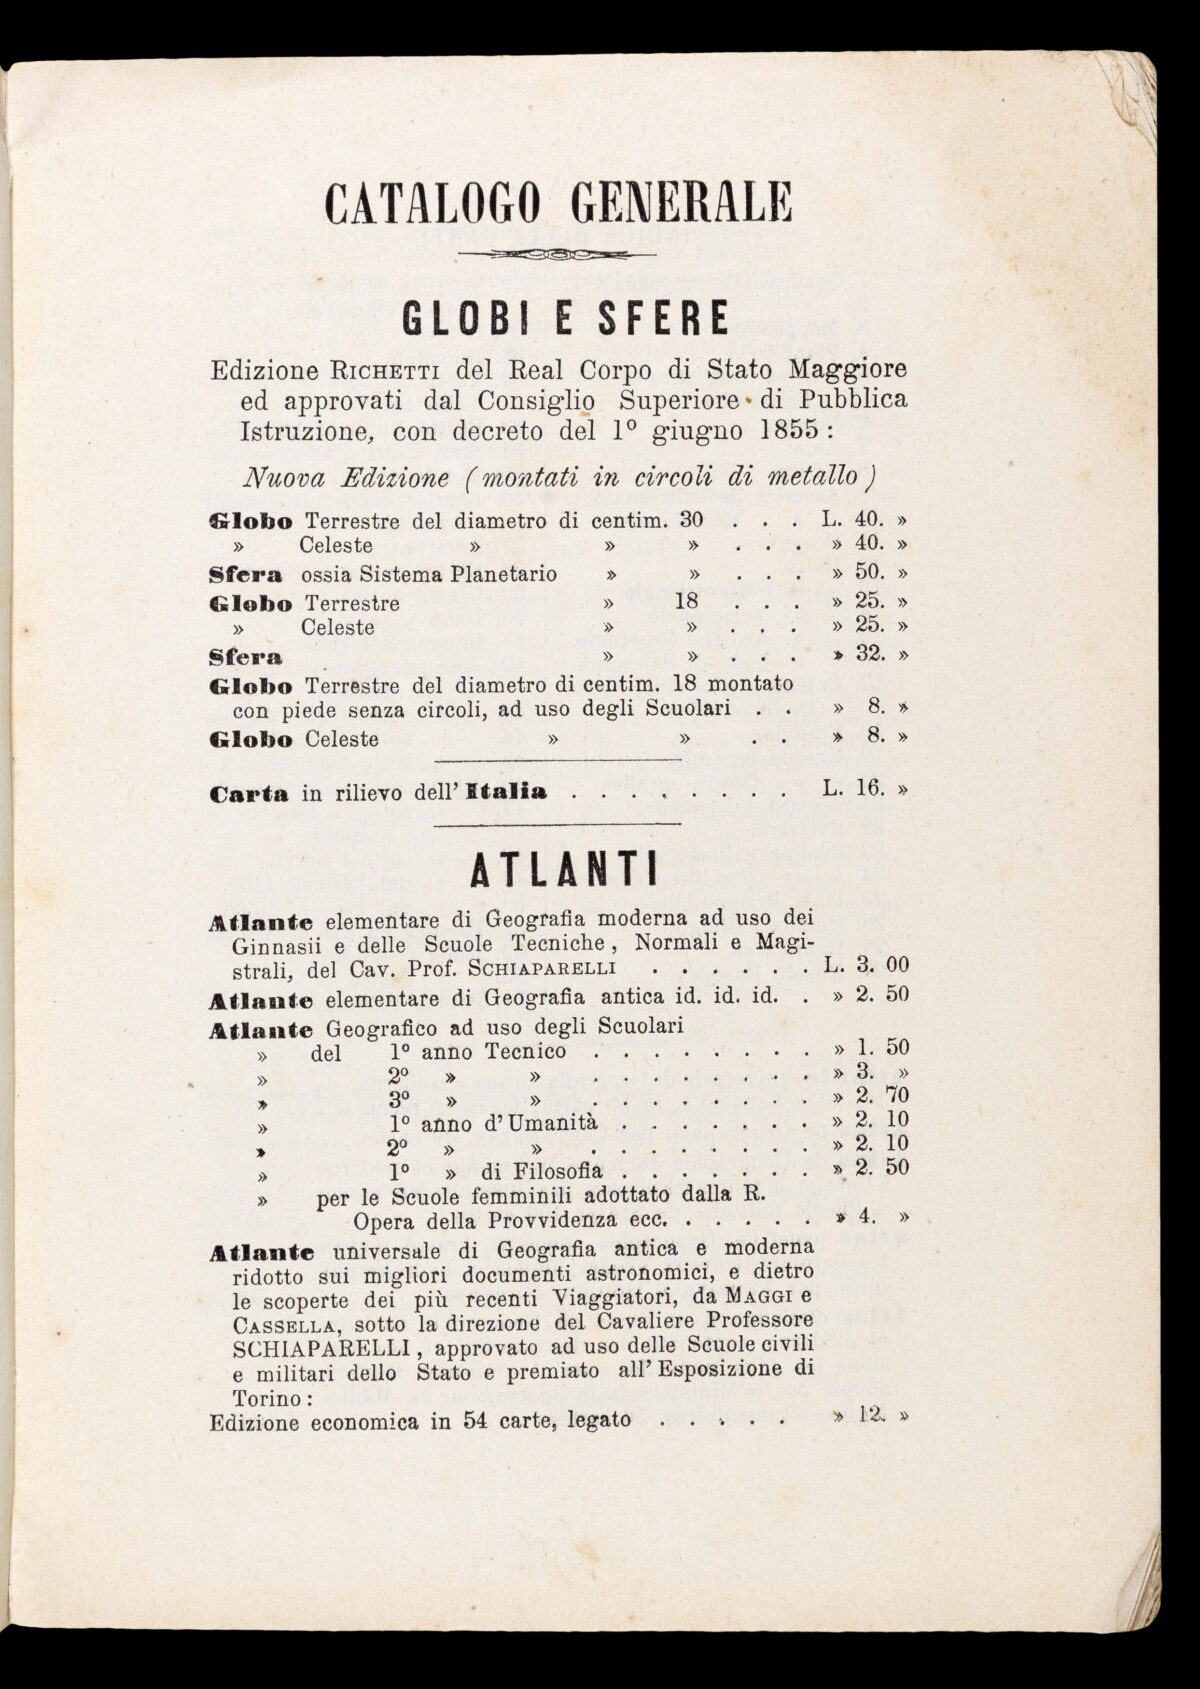 CATALOGO GENERALE
GLOBI E SFERE
Edizione RICHETTI del Real Corpo di Stato Maggiore
ed approvati dal Consiglio Superiore di Pubblica
Istruzione, con decreto del 1º giugno 1855 :
Nuova Edizione ( montati in circoli di metallo )
Globo Terrestre del diametro di centim. 30 . . . L. 40. »
» Celeste » » » . . . » 40. »
Sfera ossia Sistema Planetario » » . . . » 50. »
Globo Terrestre » 18 . . . » 25. »
» Celeste » » . . . » 25. »
Sfera » » . . . » 32. »
Globo Terrestre del diametro di centim. 18 montato
con piede senza circoli, ad uso degli Scuolari . . » 8. »
Globo Celeste » » . . » 8. »
Carta in rilievo dell' Italia . . . . . . . . L. 16. »
ATLANTI
Atlante elementare di Geografia moderna ad uso dei
Ginnasii e delle Scuole Tecniche , Normali e Magi-
strali, del Cav. Prof. SCHIAPARELLI . . . . . . L. 3. 00
Atlante elementare di Geografia antica id. id. id. . » 2. 50
Atlante Geografico ad uso degli Scuolari
» del 1º anno Tecnico . . . . . . . . » 1. 50
» 2º » » . . . . . . . . » 3. »
» 3º » » . . . . . . . . » 2. 70
» 1º anno d' Umanità . . . . . . . » 2. 10
» 2º » » . . . . . . . . » 2. 10
» 1º » di Filosofia . . . . . . . » 2. 50
» per le Scuole femminili adottato dalla R.
Opera della Provvidenza ecc. . . . . . » 4. »
Atlante universale di Geografia antica e moderna
ridotto sui migliori documenti astronomici, e dietro
le scoperte dei più recenti Viaggiatori, da MAGGI e
CASSELLA, sotto la direzione del Cavaliere Professore
SCHIAPARELLI , approvato ad uso delle Scuole civili
e militari dello Stato e premiato all' Esposizione di
Torino :
Edizione economica in 54 carte, legato . . . . . » 12. »